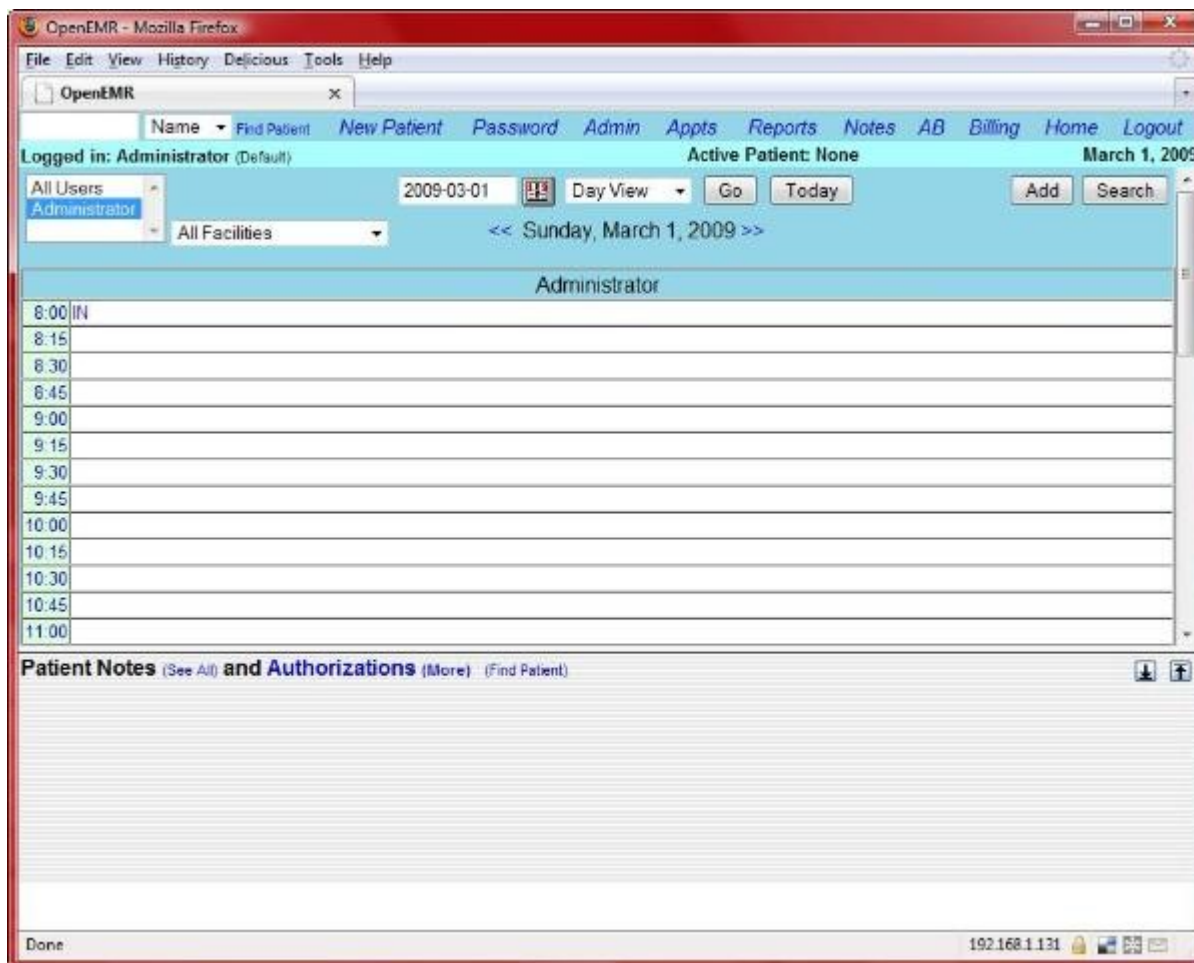 OpenEMR - Mozilla Firefox
File Edit View History Delicious Tools Help
OpenEMR
Name Find Patient New Patient Password Admin Appts Reports Notes AB Billing Home Logout
Logged in: Administrator (Default) Active Patient: None March 1, 2009
All Users 2009-03-01 Day View Go Today Add Search
Administrator
All Facilities << Sunday, March 1, 2009 >>
Administrator
8:00 IN
8:15
8:30
8:45
9:00
9:15
9:30
9:45
10:00
10:15
10:30
10:45
11:00
Patient Notes (See All) and Authorizations (More) (Find Patient)
Done 192.168.1.131